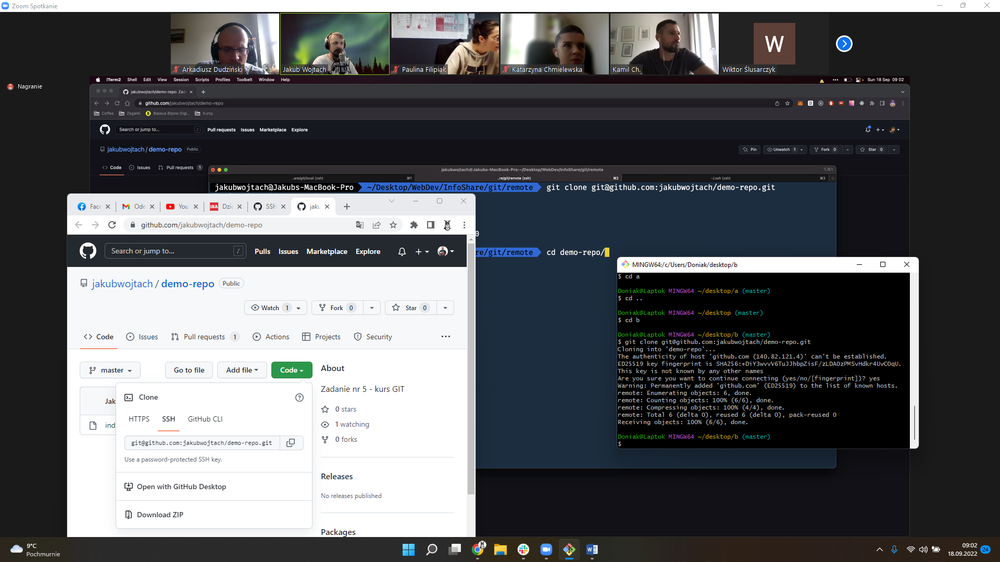 Zoom Spotkanie
Arkadiusz Dudziński
Jakub Wojtach
Paulina Filipiak
Katarzyna Chmielewska
Kamil Ch.
W
Wiktor Ślusarczyk
Nagranie
iTerm2 Shell Edit View Session Scripts Profiles Toolbelt Window Help
Sun 18 Sep 09 02
jakubwojtach/demo-repo: Zad
github.com/jakubwojtach/demo-repo
Coffee Zegarki Baseus Bipow Digi... Kursy
Search or jump to... /
Pull requests Issues Marketplace Explore
jakubwojtach / demo-repo Public
Pin Unwatch 1 Fork 0 Star 0
Code Issues Pull requests 1
jakubwojtach@Jakubs-MacBook-Pro:~/Desktop/WebDev/InfoShare/git/remote
⌥⌘1
..are/git/local (zsh) ⌘1 ..re/git/remote (zsh) ⌘2 ~/.ssh (zsh) ⌘3
jakubwojtach@Jakubs-MacBook-Pro ~/Desktop/WebDev/InfoShare/git/remote git clone git@github.com:jakubwojtach/demo-repo.git
0
re/git/remote cd demo-repo/
Face Ode You Dzie SSH jaku
github.com/jakubwojtach/demo-repo
Search or jump to... /
Pulls Issues Marketplace Explore
jakubwojtach / demo-repo Public
Watch 1 Fork 0 Star 0
Code Issues Pull requests 1 Actions Projects Security ...
master Go to file Add file Code
Jak
ind
Clone
HTTPS SSH GitHub CLI
git@github.com:jakubwojtach/demo-repo.git
Use a password-protected SSH key.
Open with GitHub Desktop
Download ZIP
About
Zadanie nr 5 - kurs GIT
0 stars
1 watching
0 forks
Releases
No releases published
Packages
MINGW64:/c/Users/Doniak/desktop/b
$ cd a
Doniak@Laptok MINGW64 ~/desktop/a (master)
$ cd ..
Doniak@Laptok MINGW64 ~/desktop (master)
$ cd b
Doniak@Laptok MINGW64 ~/desktop/b (master)
$ git clone git@github.com:jakubwojtach/demo-repo.git
Cloning into 'demo-repo'...
The authenticity of host 'github.com (140.82.121.4)' can't be established.
ED25519 key fingerprint is SHA256:+DiY3wvvV6TuJJhbpZisF/zLDA0zPMSvHdkr4UvCOqU.
This key is not known by any other names
Are you sure you want to continue connecting (yes/no/[fingerprint])? yes
Warning: Permanently added 'github.com' (ED25519) to the list of known hosts.
remote: Enumerating objects: 6, done.
remote: Counting objects: 100% (6/6), done.
remote: Compressing objects: 100% (4/4), done.
remote: Total 6 (delta 0), reused 6 (delta 0), pack-reused 0
Receiving objects: 100% (6/6), done.
Doniak@Laptok MINGW64 ~/desktop/b (master)
$
9°C
Pochmurnie
09:02
18.09.2022
24